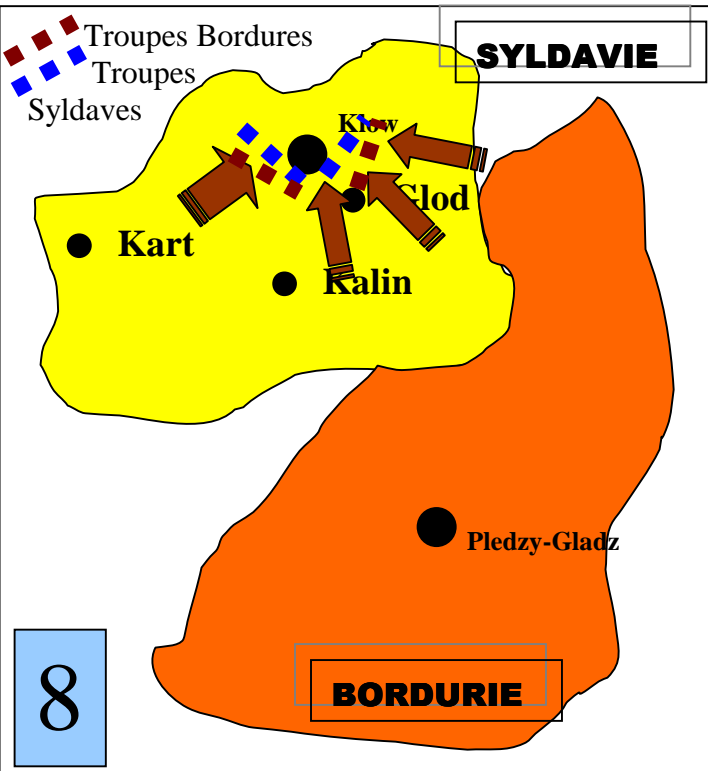 Troupes Bordures
Troupes
Syldaves
SYLDAVIE
Klow
Glod
Kart
Kalin
Pledzy-Gladz
BORDURIE
8